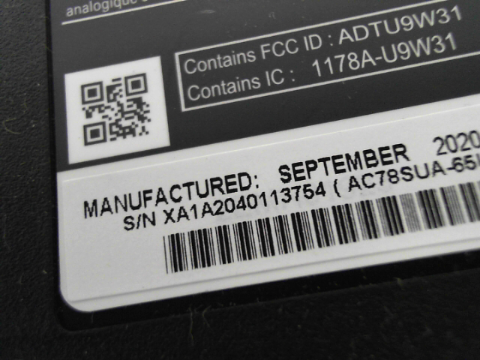 analogique
Contains FCC ID : ADTU9W31
Contains IC : 1178A-U9W31
MANUFACTURED: SEPTEMBER 2020
S/N XA1A2040113754 ( AC78SUA-65